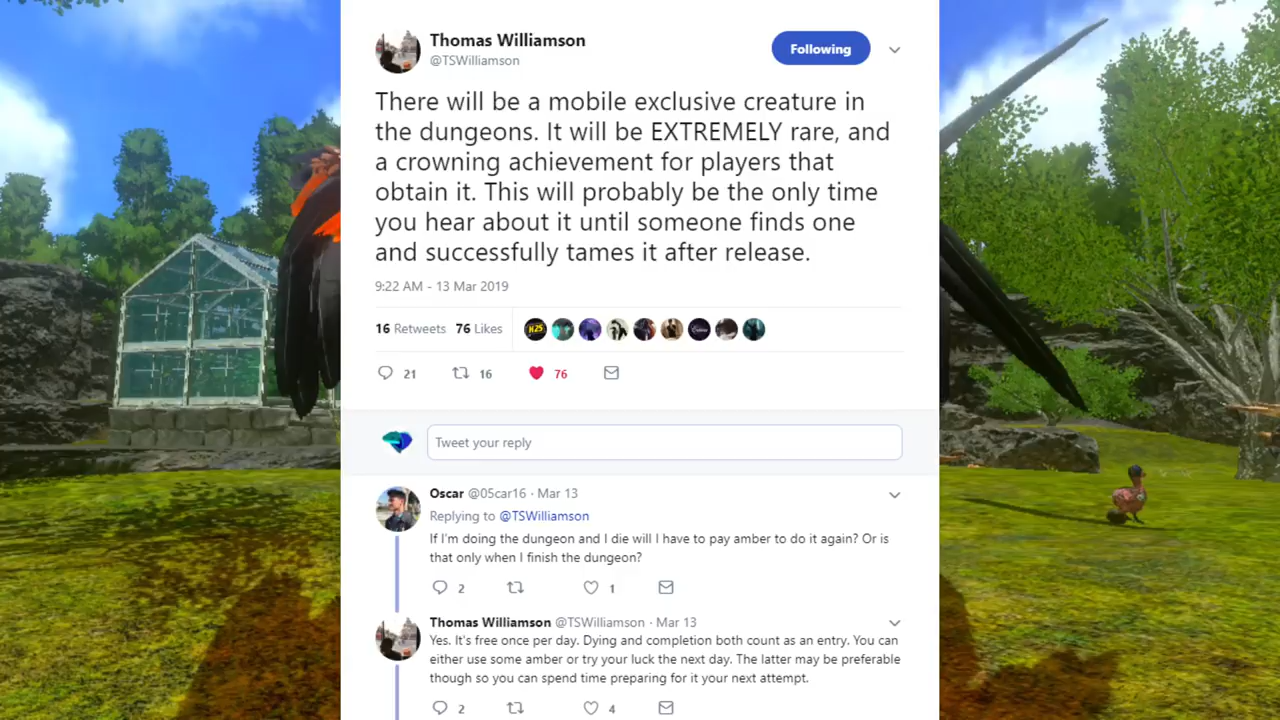 Thomas Williamson
@TSWilliamson
Following
There will be a mobile exclusive creature in
the dungeons. It will be EXTREMELY rare, and
a crowning achievement for players that
obtain it. This will probably be the only time
you hear about it until someone finds one
and successfully tames it after release.
9:22 AM - 13 Mar 2019
16 Retweets 76 Likes
21 16 76
Tweet your reply
Oscar @05car16 · Mar 13
Replying to @TSWilliamson
If I'm doing the dungeon and I die will I have to pay amber to do it again? Or is
that only when I finish the dungeon?
2 1
Thomas Williamson @TSWilliamson · Mar 13
Yes. It's free once per day. Dying and completion both count as an entry. You can
either use some amber or try your luck the next day. The latter may be preferable
though so you can spend time preparing for it your next attempt.
2 4